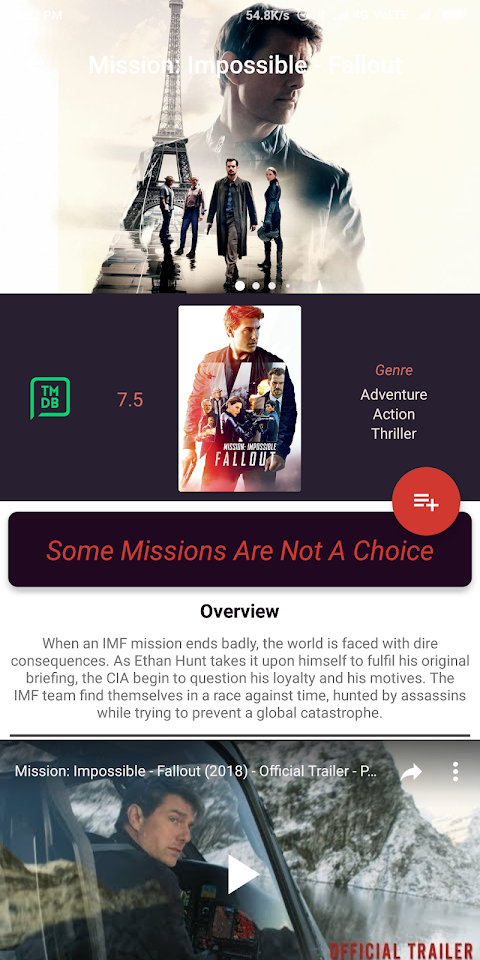 PM 54.8K/s
Mission: Impossible - Fallout
TM
DB
7.5
MISSION: IMPOSSIBLE
FALLOUT
Genre
Adventure
Action
Thriller
Some Missions Are Not A Choice
Overview
When an IMF mission ends badly, the world is faced with dire
consequences. As Ethan Hunt takes it upon himself to fulfil his original
briefing, the CIA begin to question his loyalty and his motives. The
IMF team find themselves in a race against time, hunted by assassins
while trying to prevent a global catastrophe.
Mission: Impossible - Fallout (2018) - Official Trailer - P...
OFFICIAL TRAILER